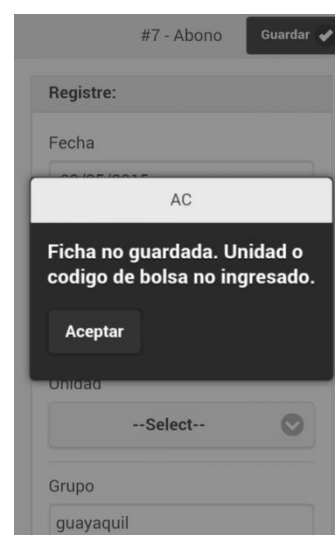 #7 - Abono
Guardar
Registre:
Fecha
AC
Ficha no guardada. Unidad o
codigo de bolsa no ingresado.
Aceptar
Unidad
--Select--
Grupo
guayaquil